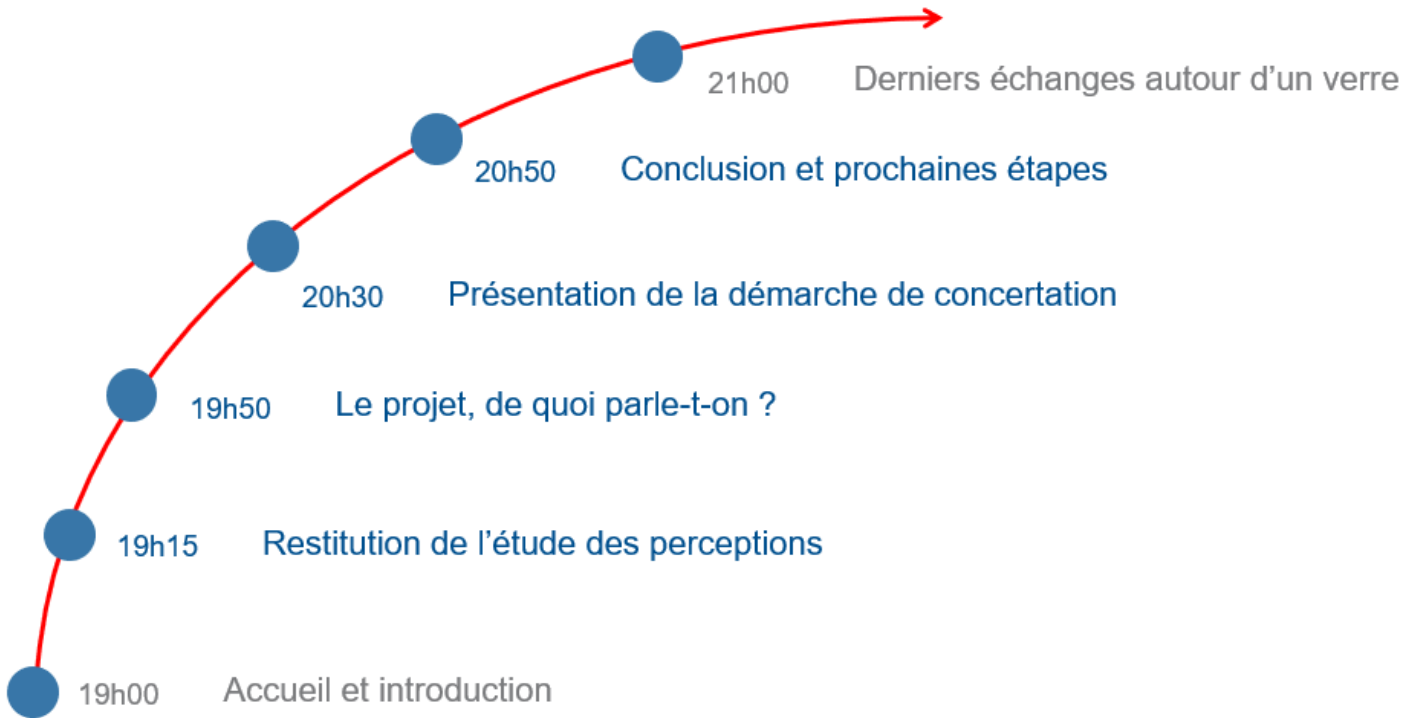 21h00 Derniers échanges autour d’un verre
20h50 Conclusion et prochaines étapes
20h30 Présentation de la démarche de concertation
19h50 Le projet, de quoi parle-t-on ?
19h15 Restitution de l’étude des perceptions
19h00 Accueil et introduction